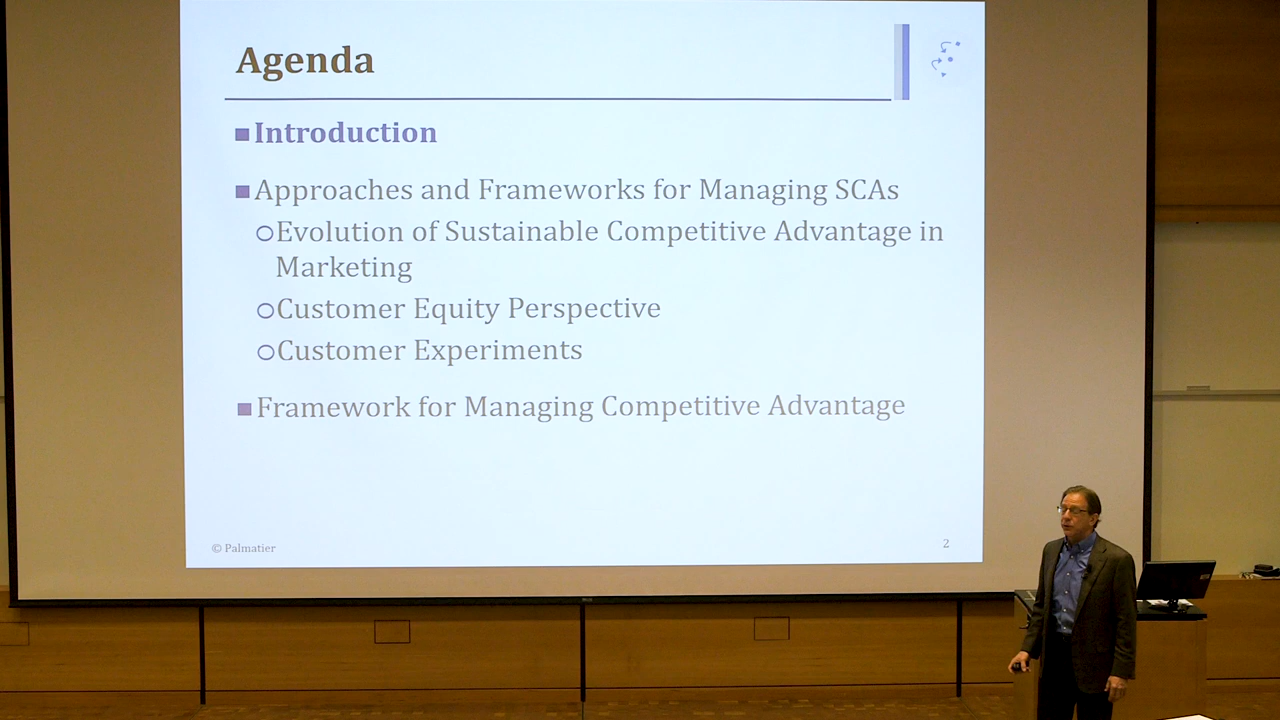 Agenda
Introduction
Approaches and Frameworks for Managing SCAs
Evolution of Sustainable Competitive Advantage in
Marketing
Customer Equity Perspective
Customer Experiments
Framework for Managing Competitive Advantage
© Palmatier
2